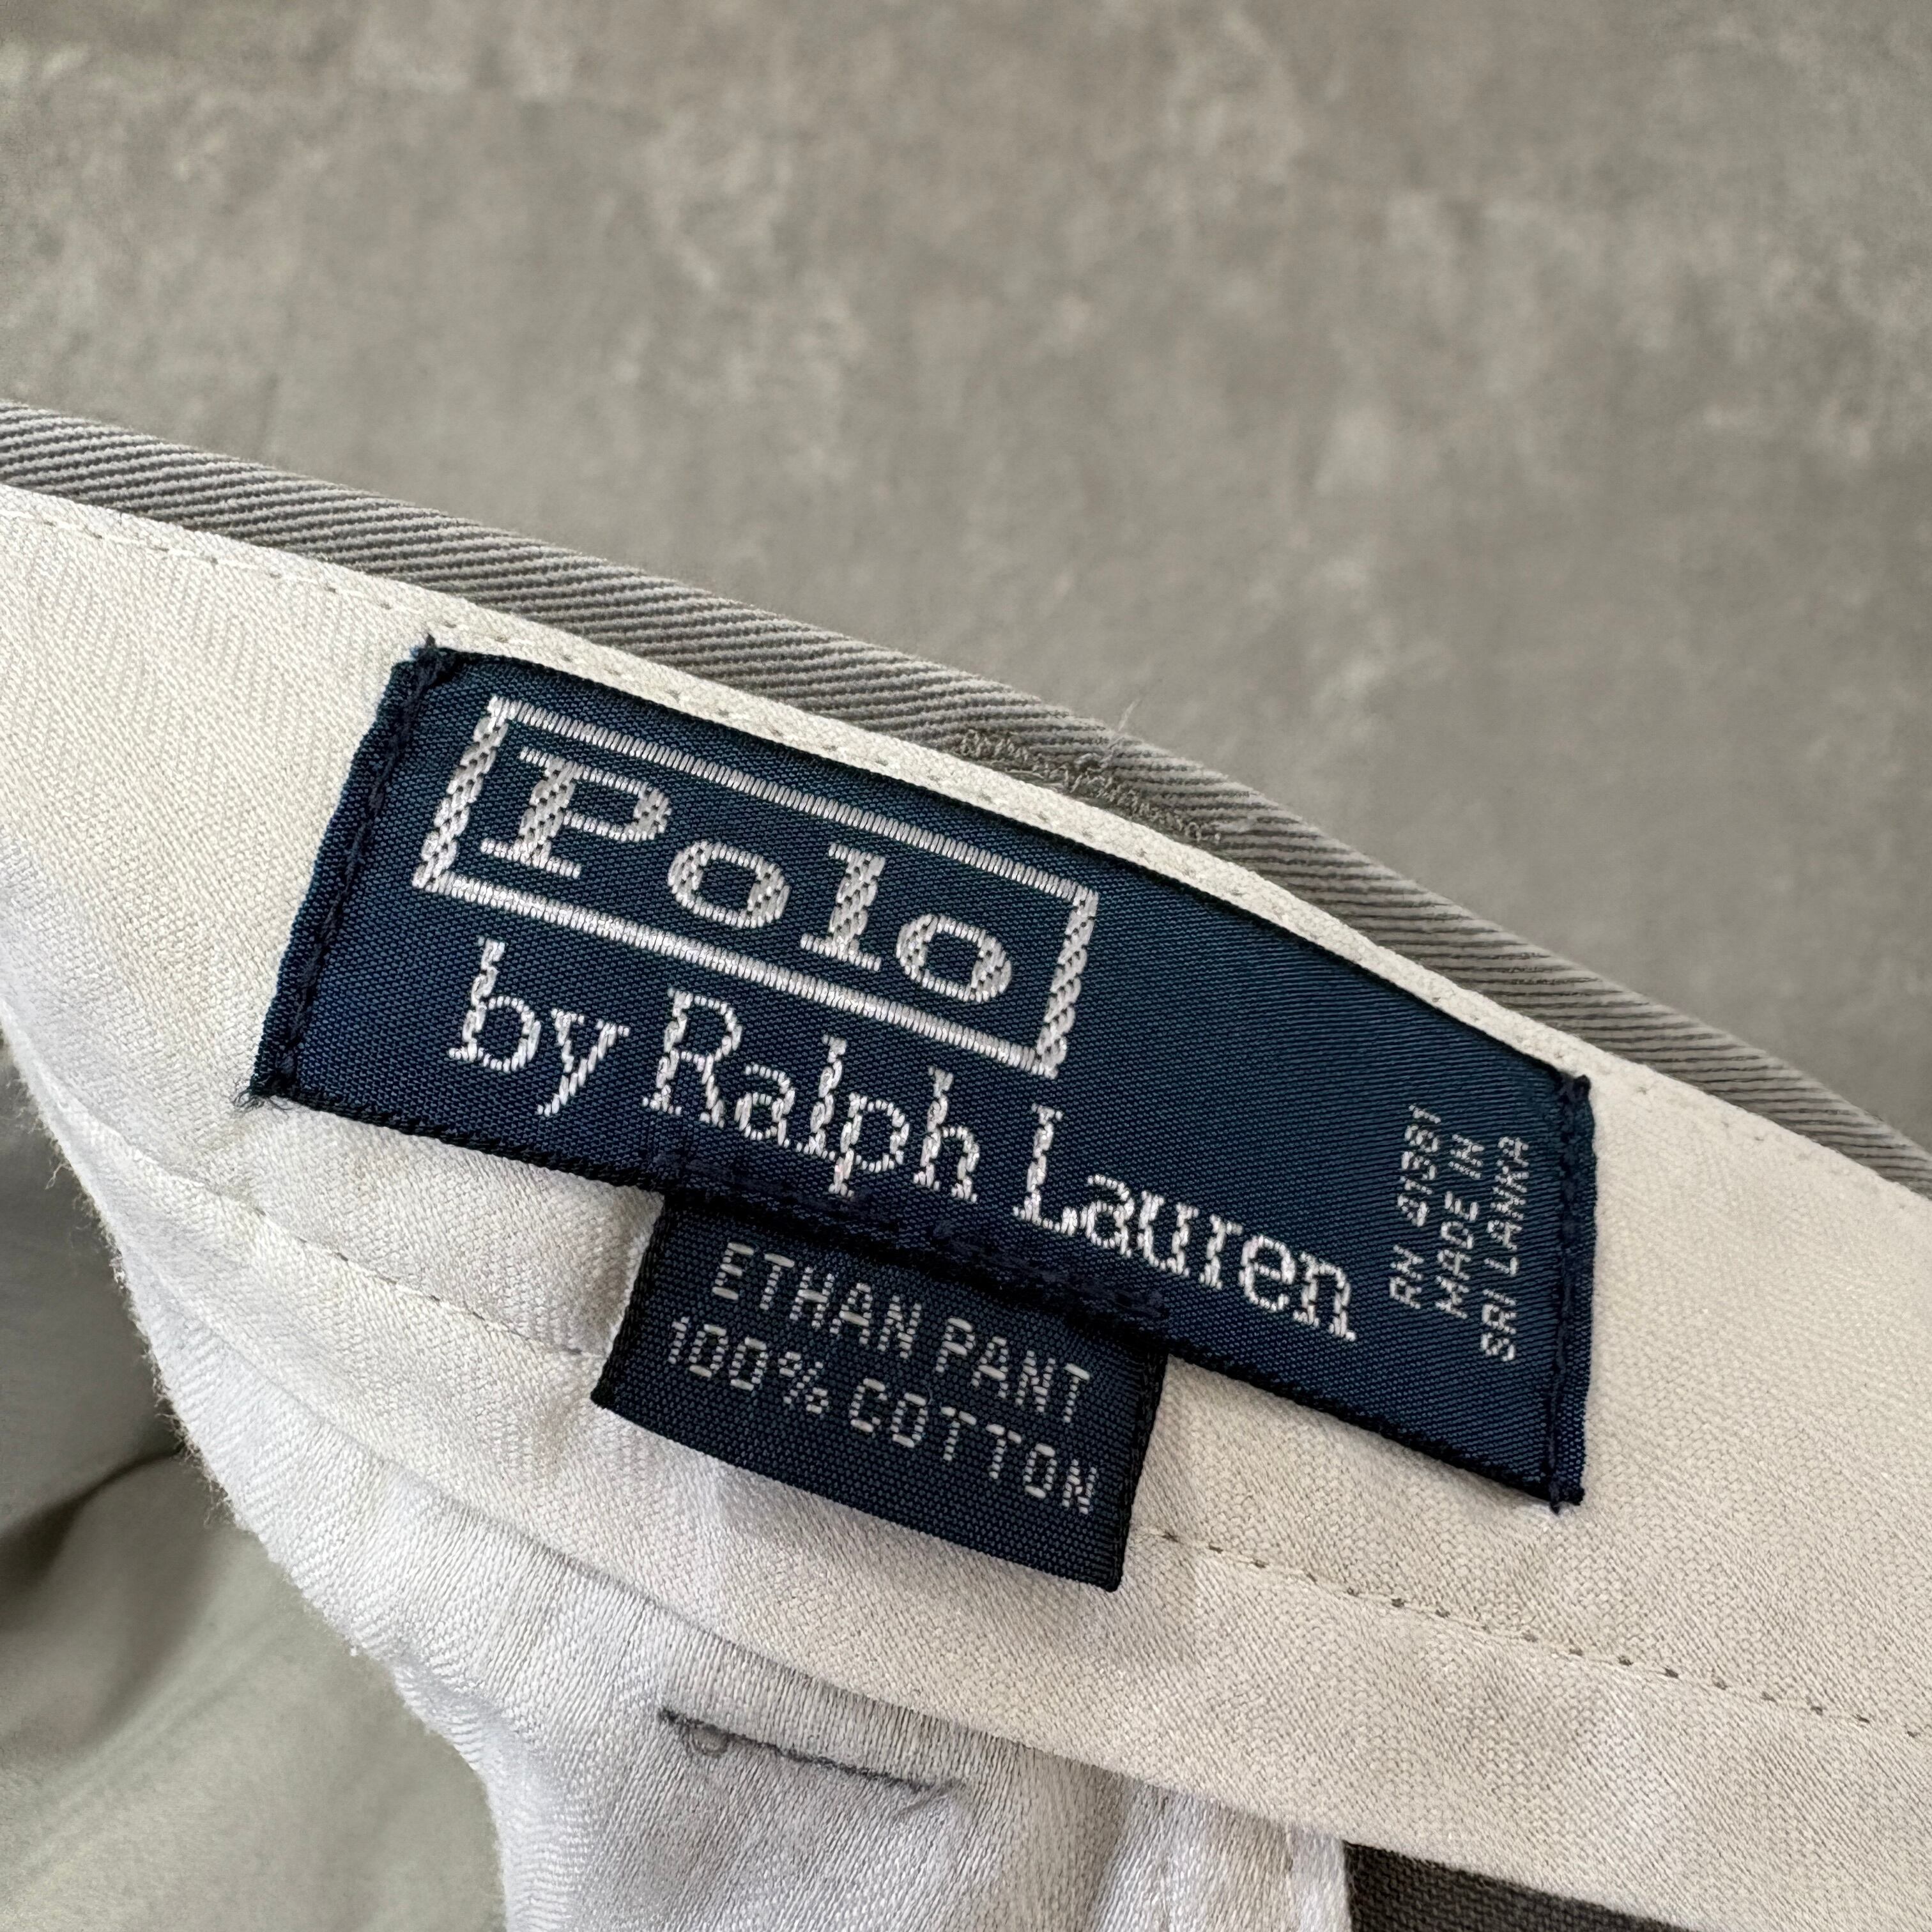 Polo
by Ralph Lauren
RN 41381
MADE IN
SRI LANKA
ETHAN PANT
100% COTTON